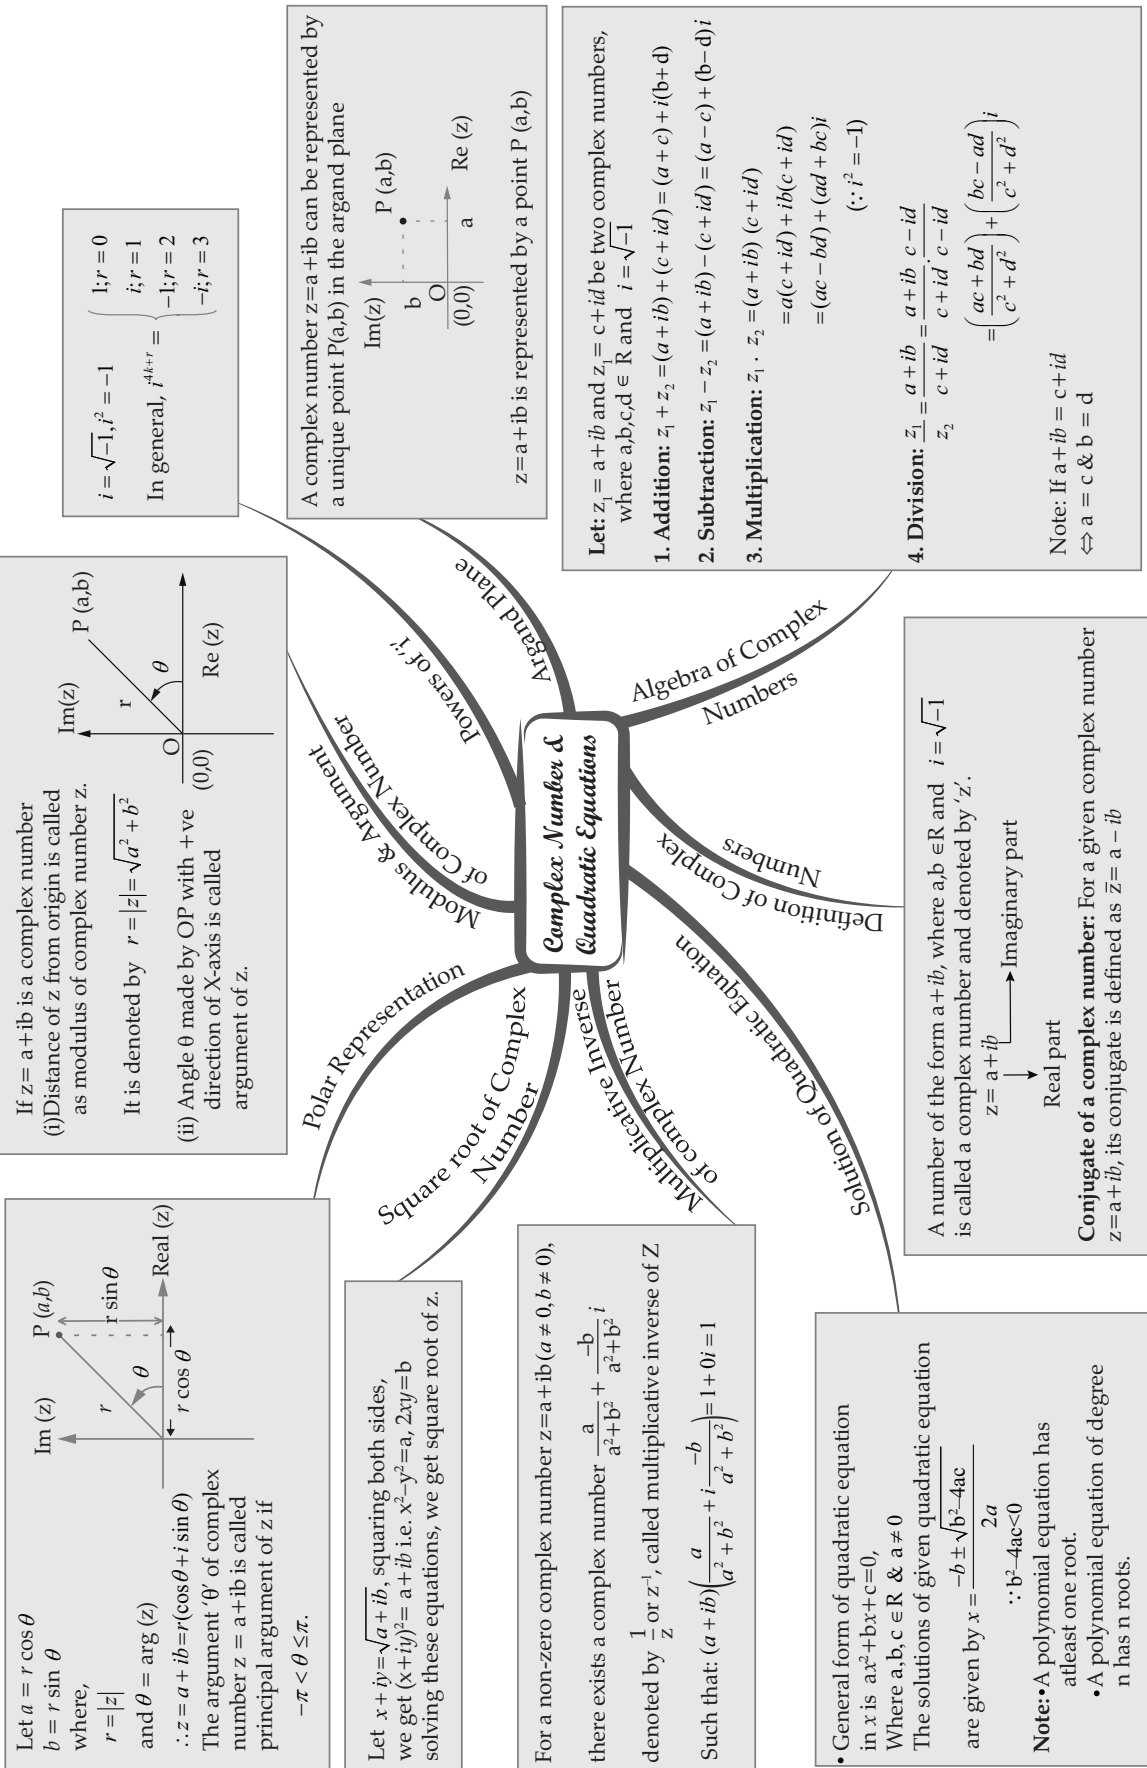 Complex Number &
Quadratic Equations
Polar Representation
Let a = r cos θ
b = r sin θ
where,
r = |z|
and θ = arg (z)
∴ z = a + ib = r(cosθ + i sin θ)
The argument 'θ' of complex
number z = a+ib is called
principal argument of z if
−π < θ ≤ π.
Im (z)
P (a,b)
r
θ
r sin θ
r cos θ
Real (z)
Modulus & Argument
of Complex Number
If z= a+ib is a complex number
(i)Distance of z from origin is called
as modulus of complex number z.
It is denoted by r = |z| = √(a² + b²)
(ii) Angle θ made by OP with +ve
direction of X-axis is called
argument of z.
Im(z)
P (a,b)
r
θ
O
(0,0)
Re (z)
Powers of 'i'
i = √−1, i² = −1
In general, i⁴ᵏ⁺ʳ = { 1; r = 0
i; r = 1
−1; r = 2
−i; r = 3
Argand Plane
A complex number z=a+ib can be represented by
a unique point P(a,b) in the argand plane
Im(z)
P (a,b)
b
O
(0,0)
a
Re (z)
z=a+ib is represented by a point P (a,b)
Algebra of Complex
Numbers
Let: z₁ = a+ib and z₁ = c+id be two complex numbers,
where a,b,c,d ∈ R and i = √−1
1. Addition: z₁ + z₂ =(a + ib) + (c + id) = (a + c) + i(b+d)
2. Subtraction: z₁ − z₂ =(a + ib) − (c + id) = (a − c) + (b−d)i
3. Multiplication: z₁ · z₂ =(a + ib) (c + id)
=a(c + id) + ib(c + id)
=(ac − bd) + (ad + bc)i
(∵ i² = −1)
4. Division: z₁/z₂ = (a + ib)/(c + id) = (a + ib)/(c + id) · (c − id)/(c − id)
= ((ac + bd)/(c² + d²)) + ((bc − ad)/(c² + d²))i
Note: If a+ib = c+id
⇔ a = c & b = d
Definition of Complex
Numbers
A number of the form a+ib, where a,b ∈R and i = √−1
is called a complex number and denoted by 'z'.
z= a+ib
Imaginary part
Real part
Conjugate of a complex number: For a given complex number
z=a+ib, its conjugate is defined as z̅= a − ib
Solution of Quadratic Equation
• General form of quadratic equation
in x is ax²+bx+c=0,
Where a,b,c ∈ R & a ≠ 0
The solutions of given quadratic equation
are given by x = (−b ± √(b²−4ac))/2a
∵ b²−4ac<0
Note: • A polynomial equation has
atleast one root.
• A polynomial equation of degree
n has n roots.
Multiplicative Inverse
of complex Number
For a non-zero complex number z=a+ib (a ≠ 0, b ≠ 0),
there exists a complex number a/(a²+b²) + −b/(a²+b²) i
denoted by 1/z or z⁻¹, called multiplicative inverse of Z
Such that: (a + ib)(a/(a² + b²) + i −b/(a² + b²)) = 1 + 0i = 1
Square root of Complex
Number
Let x + iy = √(a + ib), squaring both sides,
we get (x+iy)²= a+ib i.e. x²−y²=a, 2xy=b
solving these equations, we get square root of z.